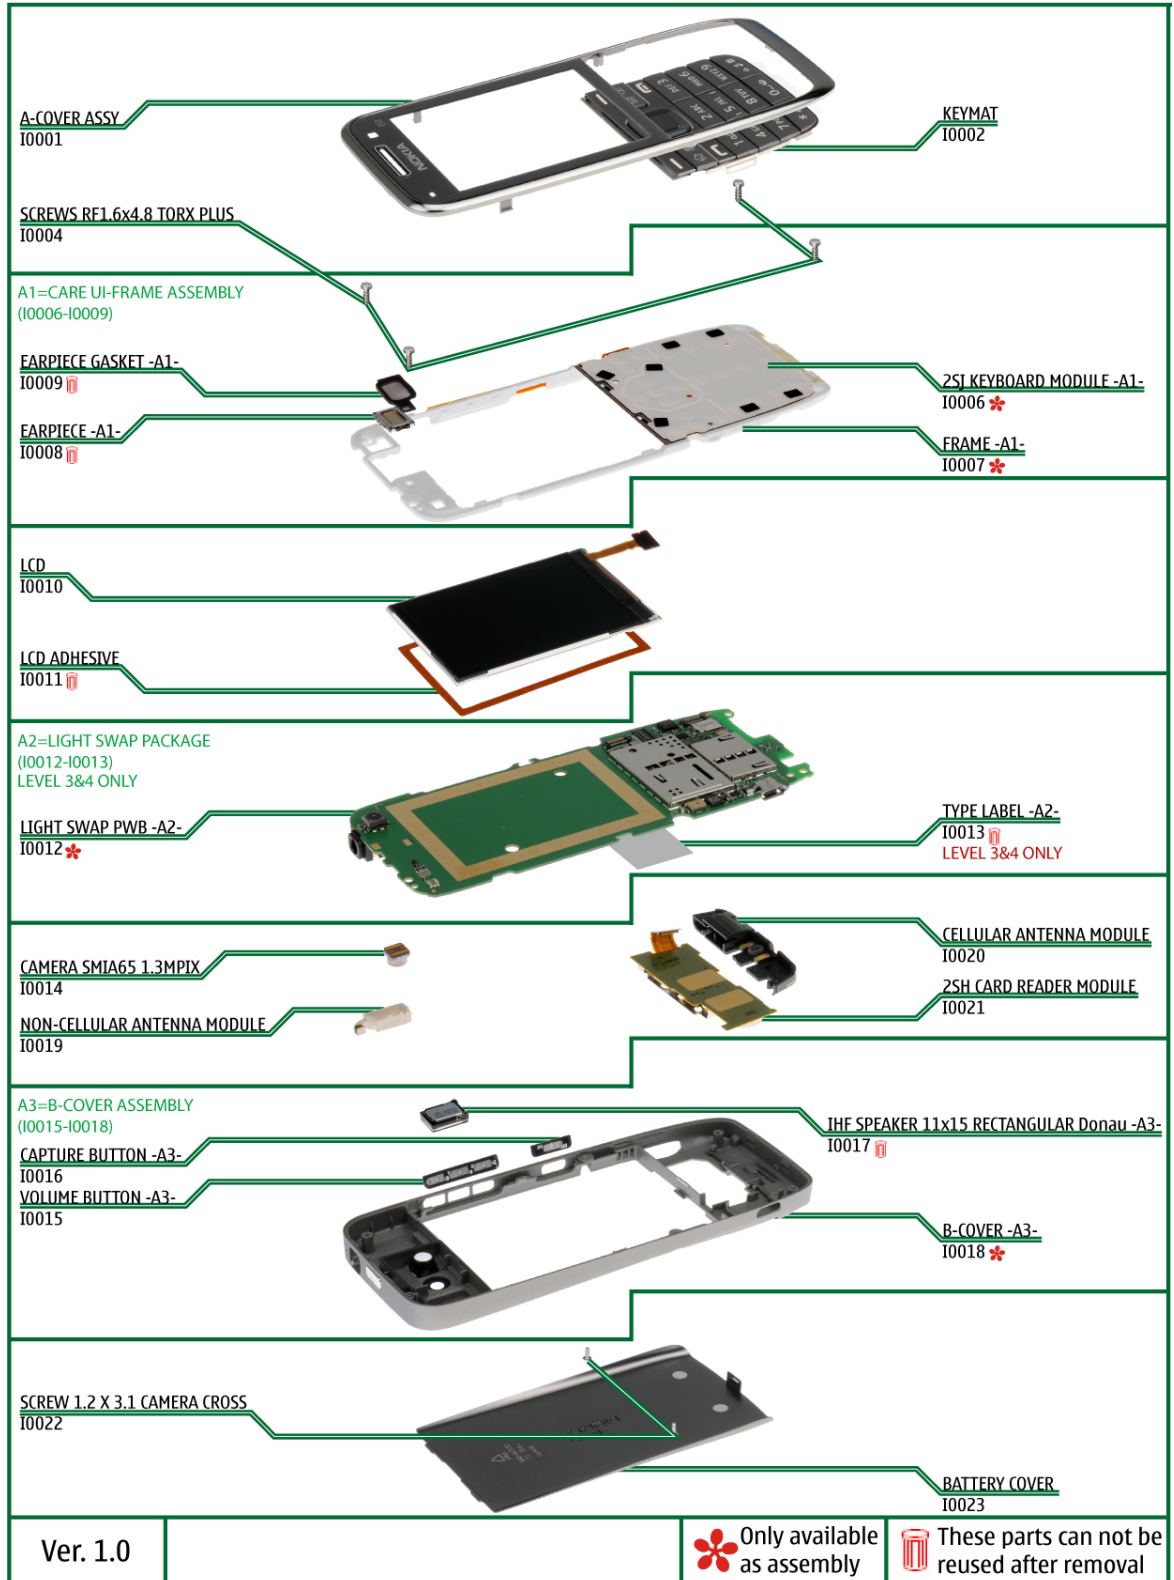 A-COVER ASSY
I0001
KEYMAT
I0002
NOKIA
SCREWS RF1.6x4.8 TORX PLUS
I0004
A1=CARE UI-FRAME ASSEMBLY
(I0006-I0009)
EARPIECE GASKET -A1-
I0009
2SJ KEYBOARD MODULE -A1-
I0006
EARPIECE -A1-
I0008
FRAME -A1-
I0007
LCD
I0010
LCD ADHESIVE
I0011
A2=LIGHT SWAP PACKAGE
(I0012-I0013)
LEVEL 3&4 ONLY
LIGHT SWAP PWB -A2-
I0012
TYPE LABEL -A2-
I0013
LEVEL 3&4 ONLY
CAMERA SMIA65 1.3MPIX
I0014
CELLULAR ANTENNA MODULE
I0020
2SH CARD READER MODULE
I0021
NON-CELLULAR ANTENNA MODULE
I0019
A3=B-COVER ASSEMBLY
(I0015-I0018)
IHF SPEAKER 11x15 RECTANGULAR Donau -A3-
I0017
CAPTURE BUTTON -A3-
I0016
VOLUME BUTTON -A3-
I0015
B-COVER -A3-
I0018
SCREW 1.2 X 3.1 CAMERA CROSS
I0022
BATTERY COVER
I0023
Ver. 1.0
Only available
as assembly
These parts can not be
reused after removal